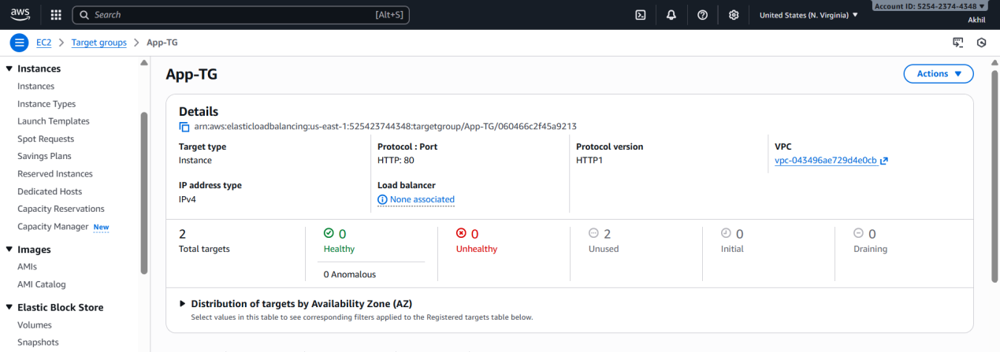 aws
Search [Alt+S]
United States (N. Virginia) ▼
Account ID: 5254-2374-4348 ▼
Akhil
EC2 > Target groups > App-TG
Instances
Instances
Instance Types
Launch Templates
Spot Requests
Savings Plans
Reserved Instances
Dedicated Hosts
Capacity Reservations
Capacity Manager New
Images
AMIs
AMI Catalog
Elastic Block Store
Volumes
Snapshots
App-TG
Actions ▼
Details
arn:aws:elasticloadbalancing:us-east-1:525423744348:targetgroup/App-TG/060466c2f45a9213
Target type
Instance
Protocol : Port
HTTP: 80
Protocol version
HTTP1
VPC
vpc-043496ae729d4e0cb
IP address type
IPv4
Load balancer
None associated
2
Total targets
0
Healthy
0 Anomalous
0
Unhealthy
2
Unused
0
Initial
0
Draining
Distribution of targets by Availability Zone (AZ)
Select values in this table to see corresponding filters applied to the Registered targets table below.